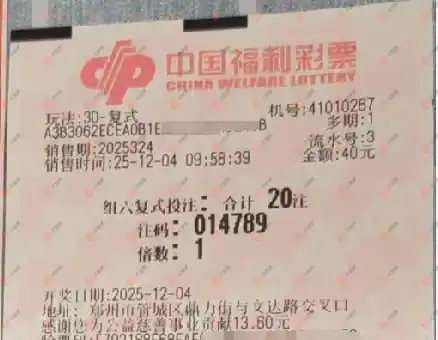 中国福利彩票
CHINA WELFARE LOTTERY
玩法:3D-复式 机号:41010267
A3B3062ECEA0B1E B 多期:1
销售期:2025324 流水号:3
销售时间:25-12-04 09:58:39 金额:40元
组六复式投注: 合计 20注
注码: 014789
倍数: 1
开奖日期:2025-12-04
地址: 郑州市管城区鼎力街与文达路交叉口
感谢您为公益慈善事业贡献13.60元